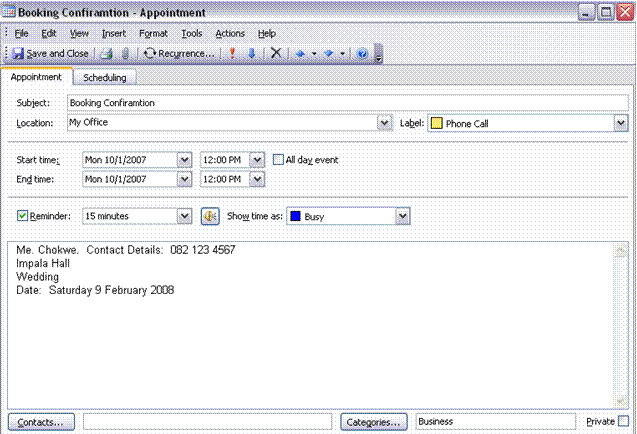 Booking Confiramtion - Appointment
File Edit View Insert Format Tools Actions Help
Save and Close Recurrence...
Appointment Scheduling
Subject: Booking Confiramtion
Location: My Office Label: Phone Call
Start time: Mon 10/1/2007 12:00 PM All day event
End time: Mon 10/1/2007 12:00 PM
Reminder: 15 minutes Show time as: Busy
Me. Chokwe. Contact Details: 082 123 4567
Impala Hall
Wedding
Date: Saturday 9 February 2008
Contacts... Categories... Business Private